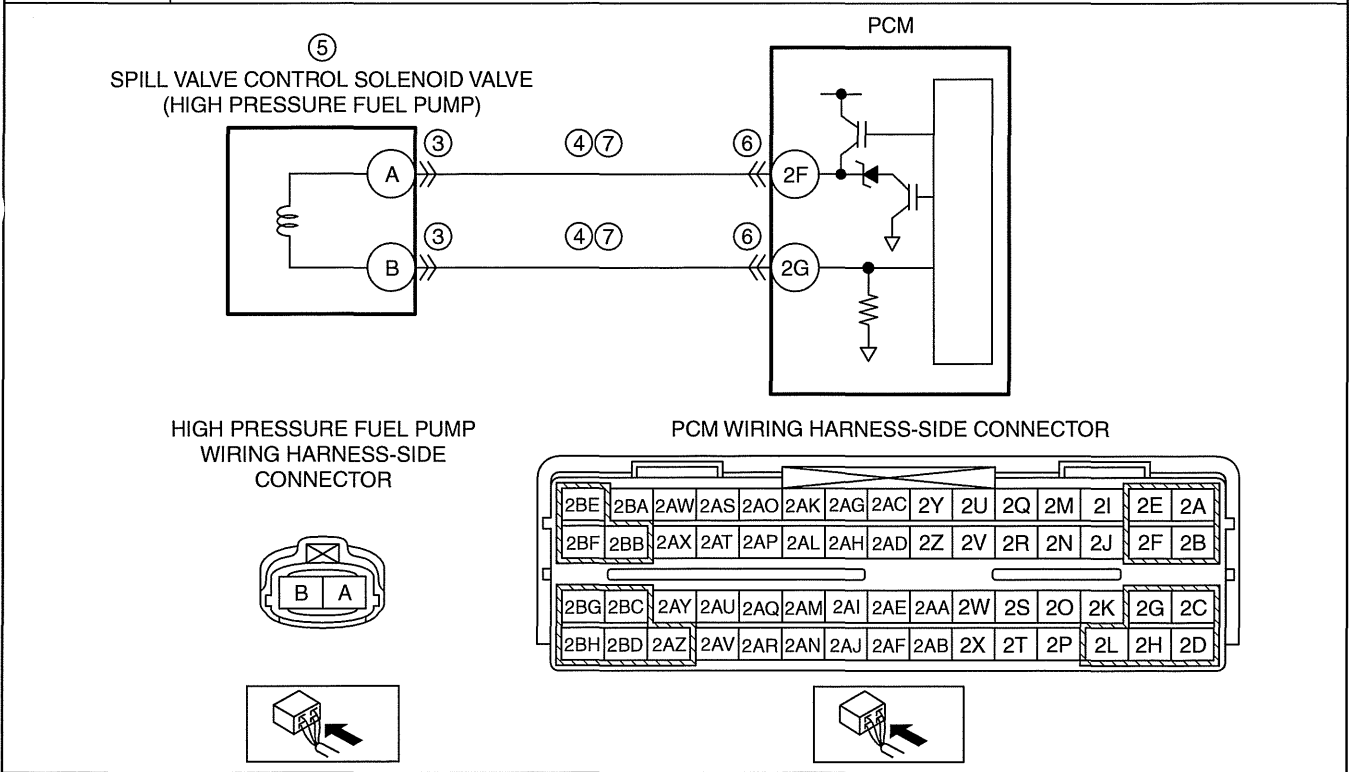 PCM
⑤
SPILL VALVE CONTROL SOLENOID VALVE
(HIGH PRESSURE FUEL PUMP)
③ ④⑦ ⑥
A 2F
③ ④⑦ ⑥
B 2G
HIGH PRESSURE FUEL PUMP
WIRING HARNESS-SIDE
CONNECTOR
B A
PCM WIRING HARNESS-SIDE CONNECTOR
2BE 2BA 2AW 2AS 2AO 2AK 2AG 2AC 2Y 2U 2Q 2M 2I 2E 2A
2BF 2BB 2AX 2AT 2AP 2AL 2AH 2AD 2Z 2V 2R 2N 2J 2F 2B
2BG 2BC 2AY 2AU 2AQ 2AM 2AI 2AE 2AA 2W 2S 2O 2K 2G 2C
2BH 2BD 2AZ 2AV 2AR 2AN 2AJ 2AF 2AB 2X 2T 2P 2L 2H 2D